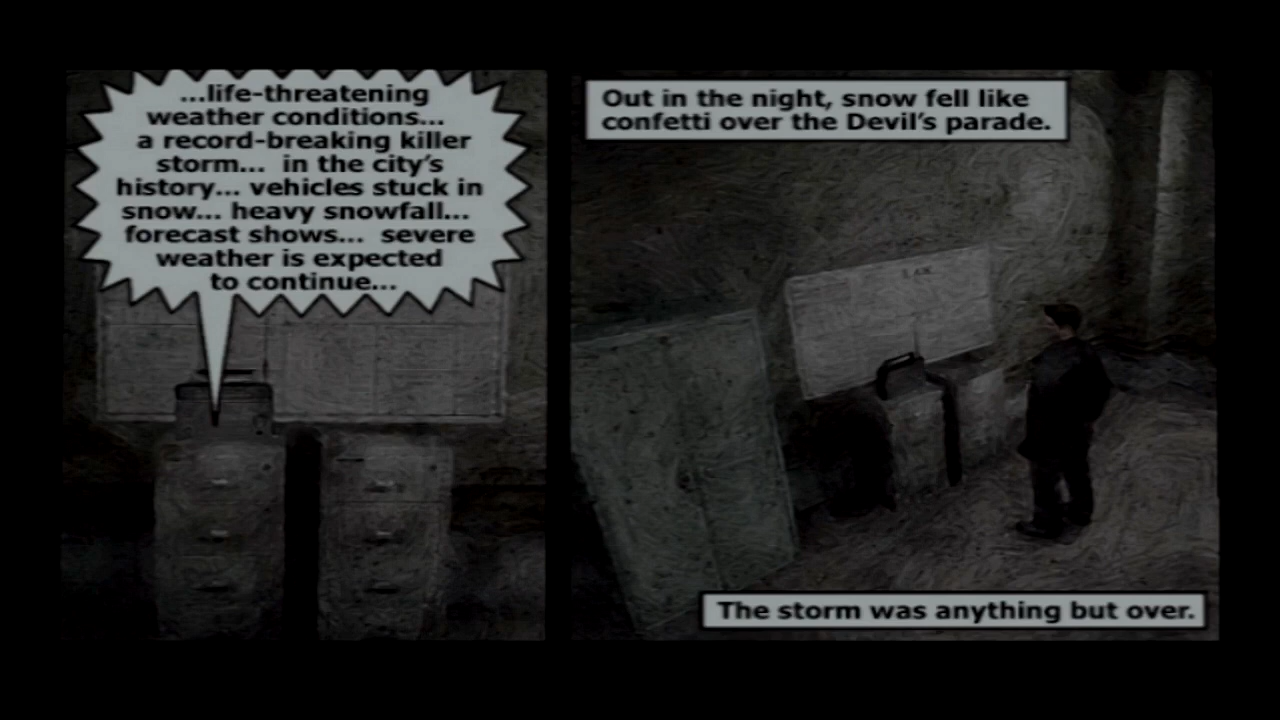 ...life-threatening
weather conditions...
a record-breaking killer
storm... in the city's
history... vehicles stuck in
snow... heavy snowfall...
forecast shows... severe
weather is expected
to continue...
Out in the night, snow fell like
confetti over the Devil's parade.
The storm was anything but over.